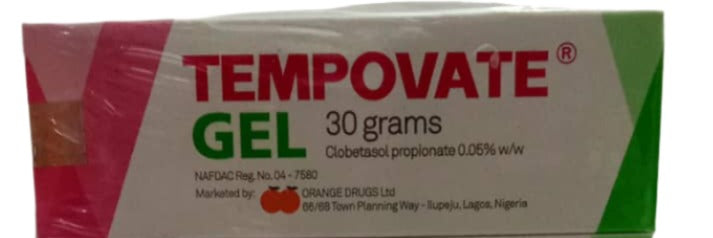 TEMPOVATE®
GEL 30 grams
Clobetasol propionate 0.05% w/w
NAFDAC Reg. No. 04 - 7580
Marketed by: ORANGE DRUGS Ltd
66/68 Town Planning Way - Ilupeju, Lagos, Nigeria